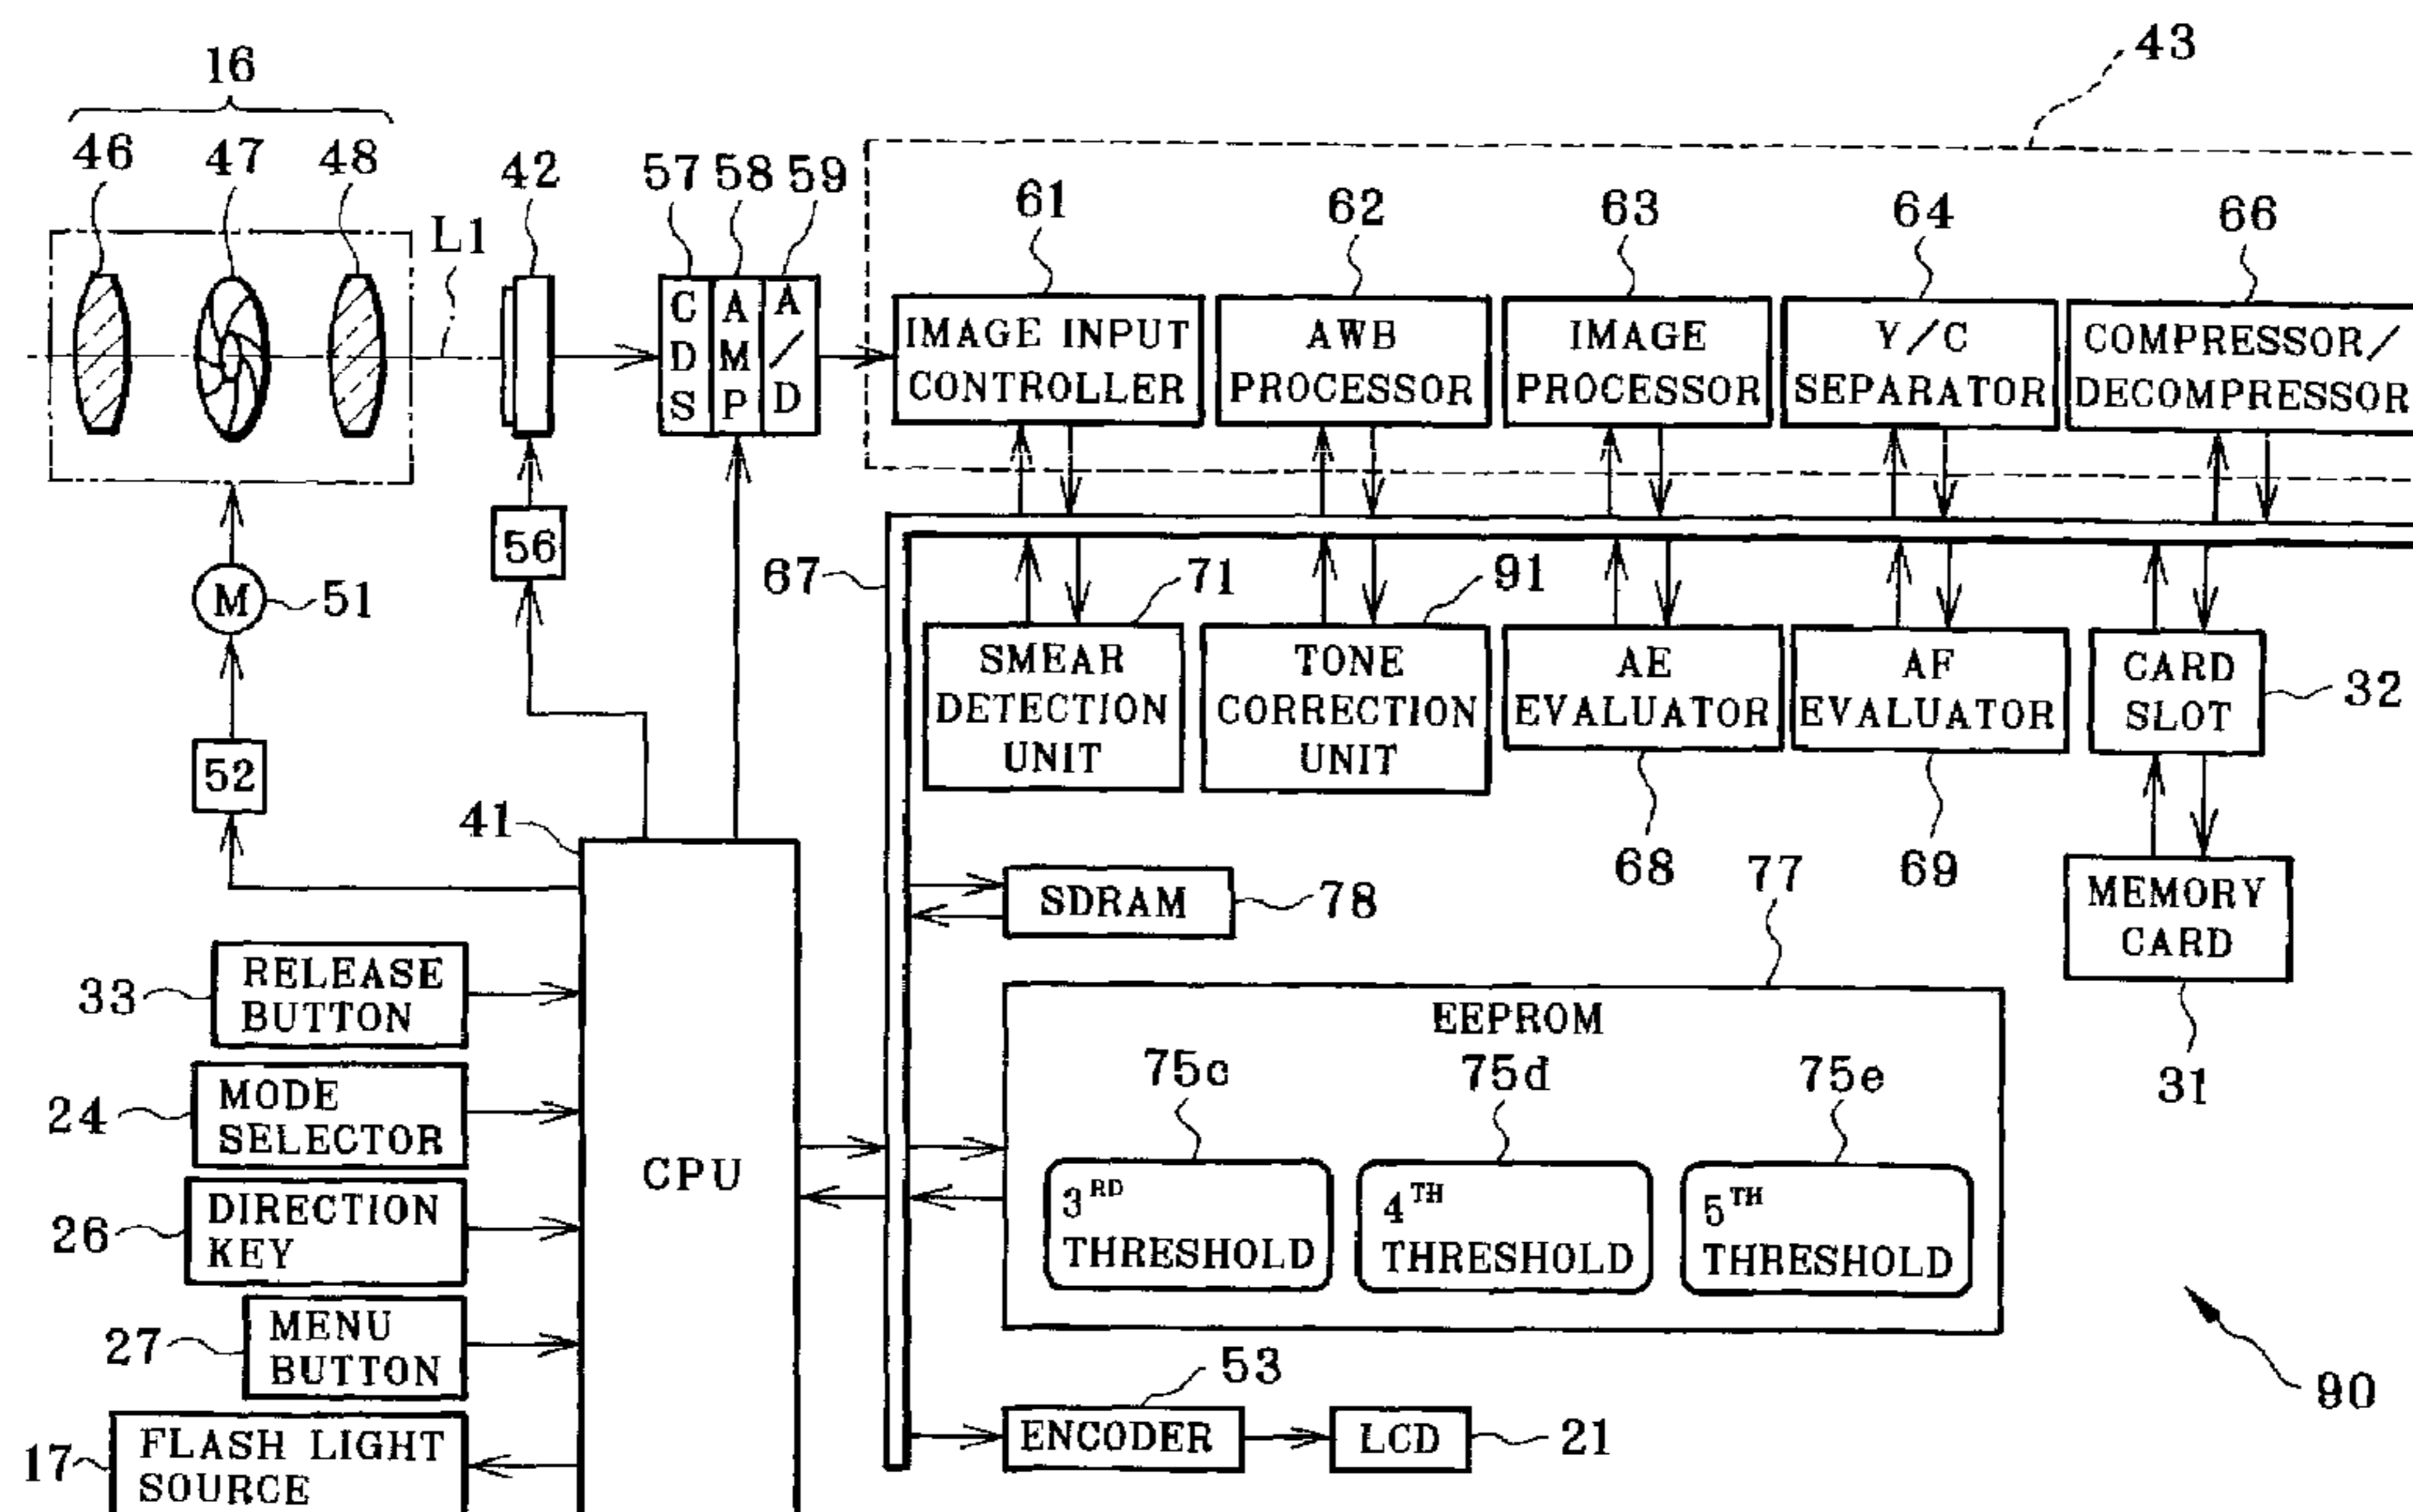 43
16
46 47 48
L1
42
57 58 59
61
62
63
64
66
CDS
AMP
A/D
IMAGE INPUT
CONTROLLER
AWB
PROCESSOR
IMAGE
PROCESSOR
Y/C
SEPARATOR
COMPRESSOR/
DECOMPRESSOR
56
67
71
91
M
51
SMEAR
DETECTION
UNIT
TONE
CORRECTION
UNIT
AE
EVALUATOR
AF
EVALUATOR
CARD
SLOT
32
52
41
68
69
77
SDRAM
78
MEMORY
CARD
31
33
RELEASE
BUTTON
24
MODE
SELECTOR
26
DIRECTION
KEY
27
MENU
BUTTON
17
FLASH LIGHT
SOURCE
CPU
EEPROM
75c
75d
75e
3RD
THRESHOLD
4TH
THRESHOLD
5TH
THRESHOLD
53
ENCODER
LCD
21
90